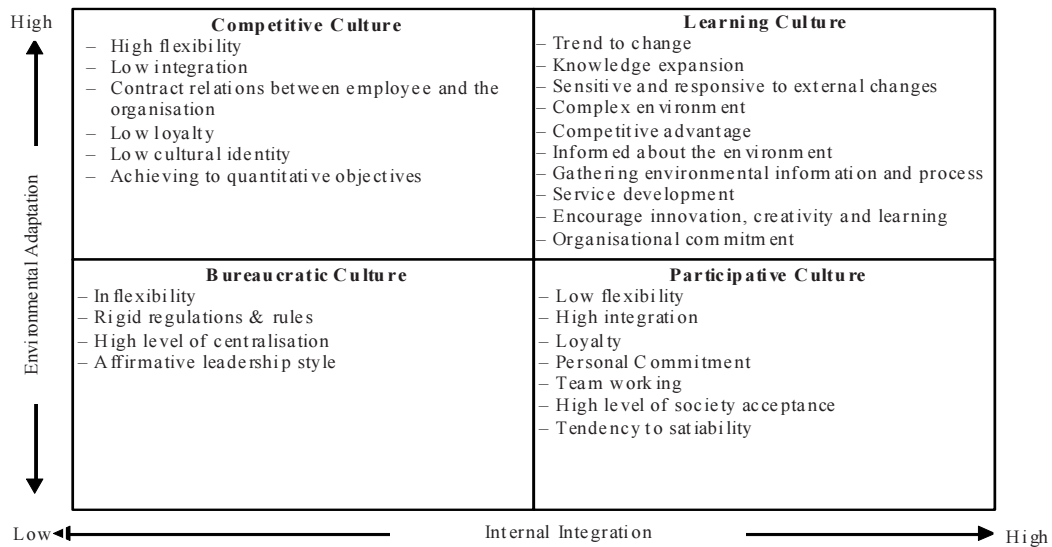 High
Competitive Culture
– High flexibility
– Low integration
– Contract relations between employee and the
organisation
– Low loyalty
– Low cultural identity
– Achieving to quantitative objectives
Learning Culture
– Trend to change
– Knowledge expansion
– Sensitive and responsive to external changes
– Complex environment
– Competitive advantage
– Informed about the environment
– Gathering environmental information and process
– Service development
– Encourage innovation, creativity and learning
– Organisational commitment
Environmental Adaptation
Bureaucratic Culture
– Inflexibility
– Rigid regulations & rules
– High level of centralisation
– Affirmative leadership style
Participative Culture
– Low flexibility
– High integration
– Loyalty
– Personal Commitment
– Team working
– High level of society acceptance
– Tendency to satiability
Low
Internal Integration
High